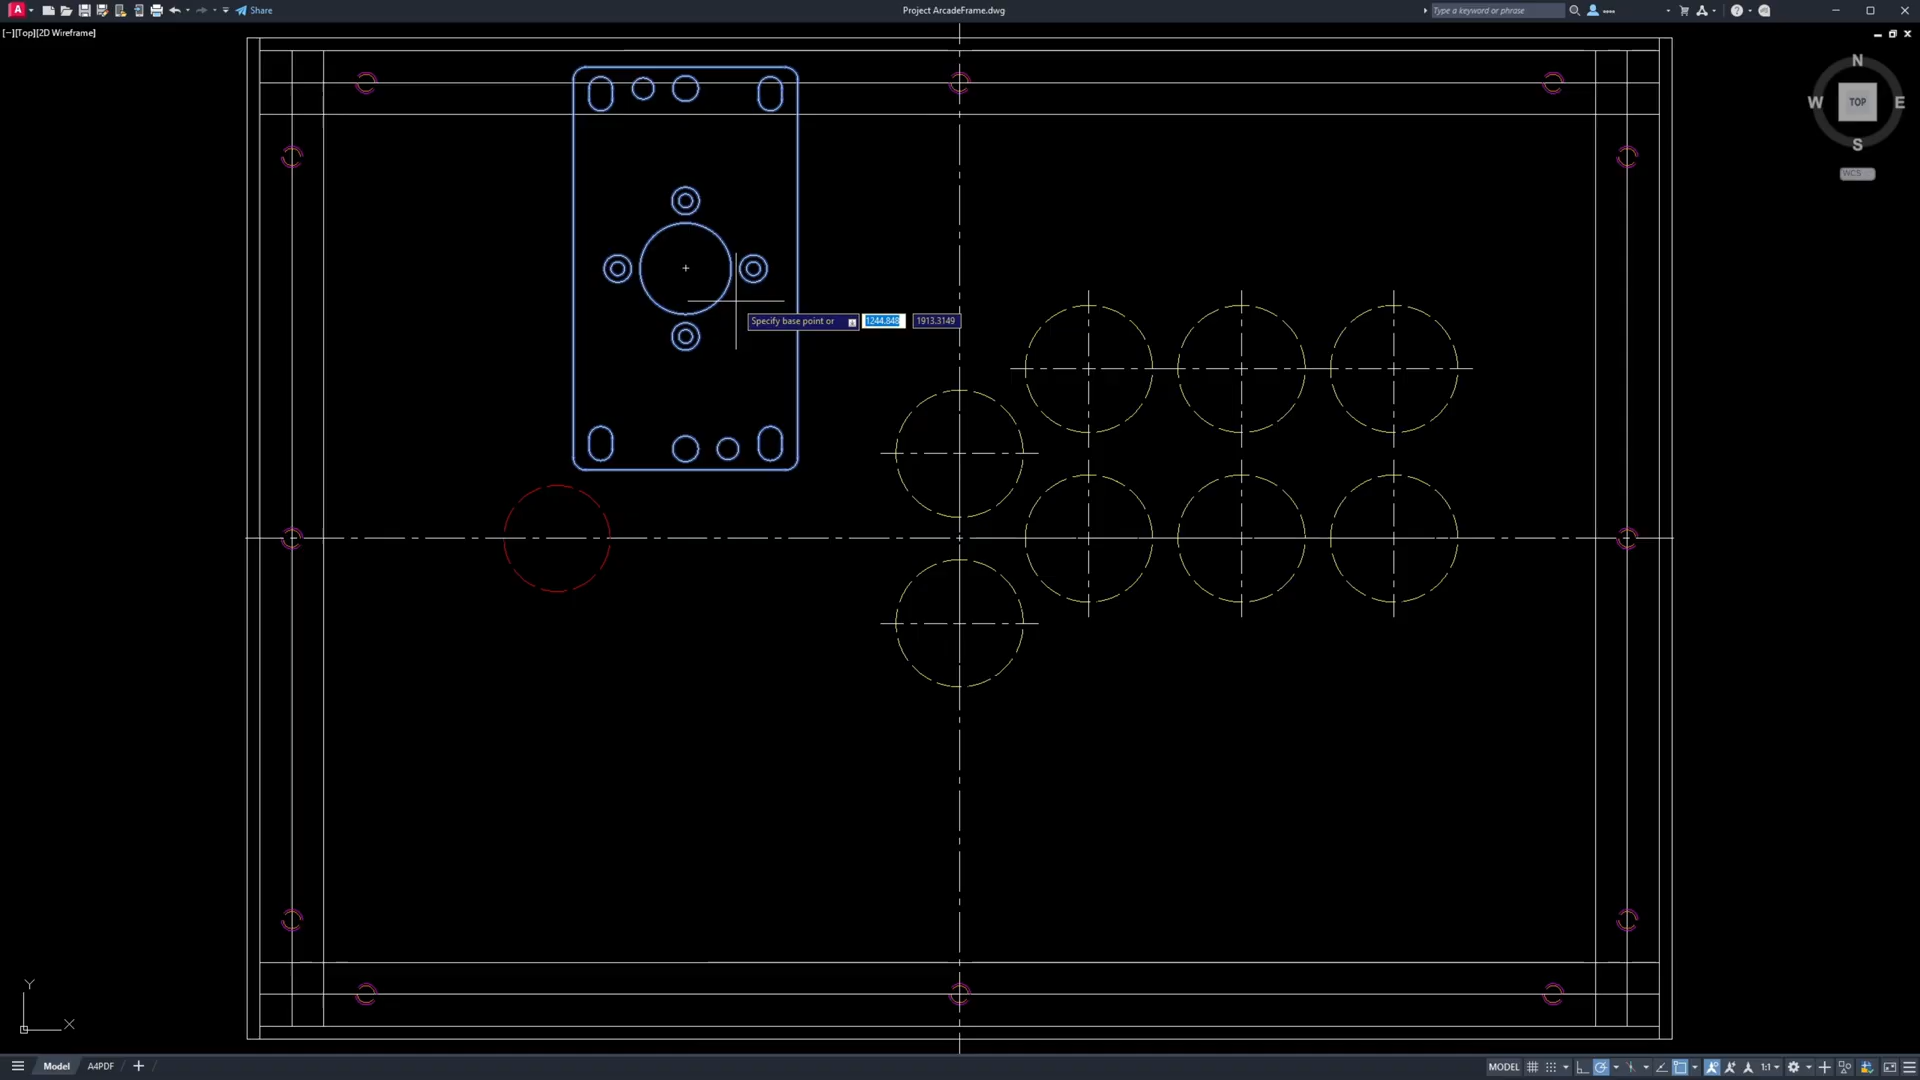 A Share Project ArcadeFrame.dwg Type a keyword or phrase
[−][Top][2D Wireframe]
N
W TOP E
S
WCS
Specify base point or 1244.848 1913.3149
Y
X
Model A4PDF MODEL 1:1